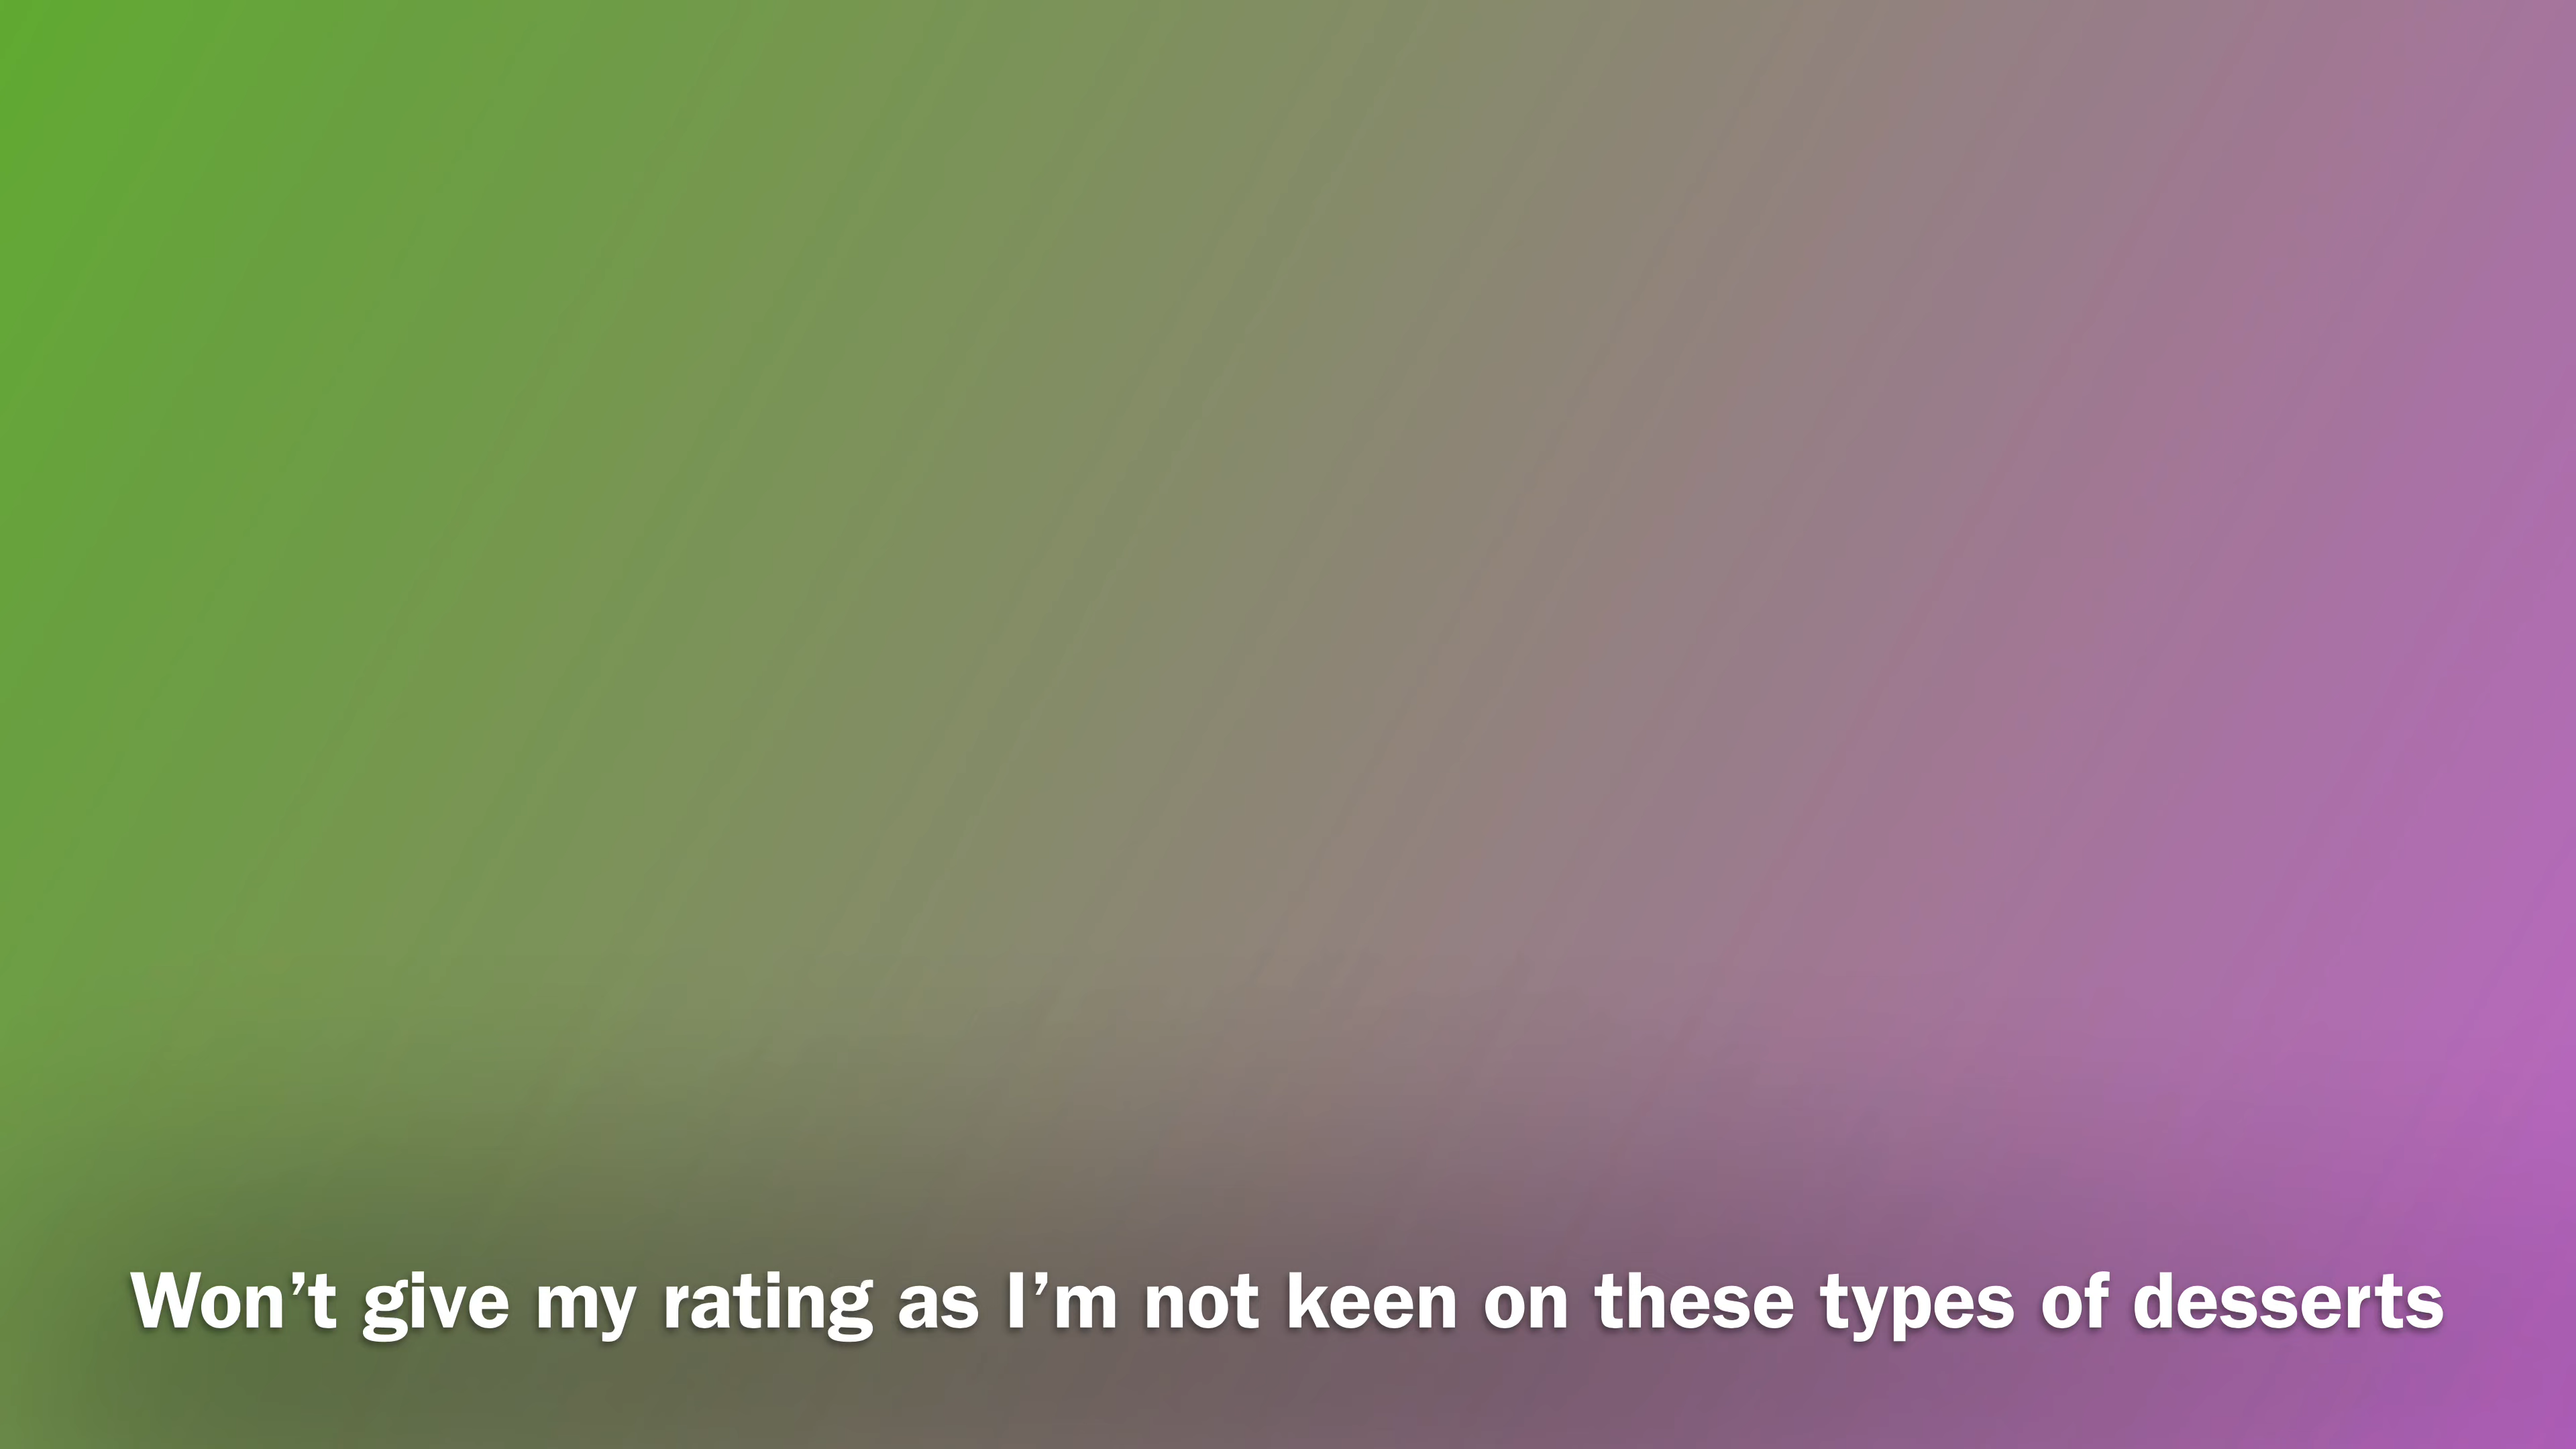 Won’t give my rating as I’m not keen on these types of desserts